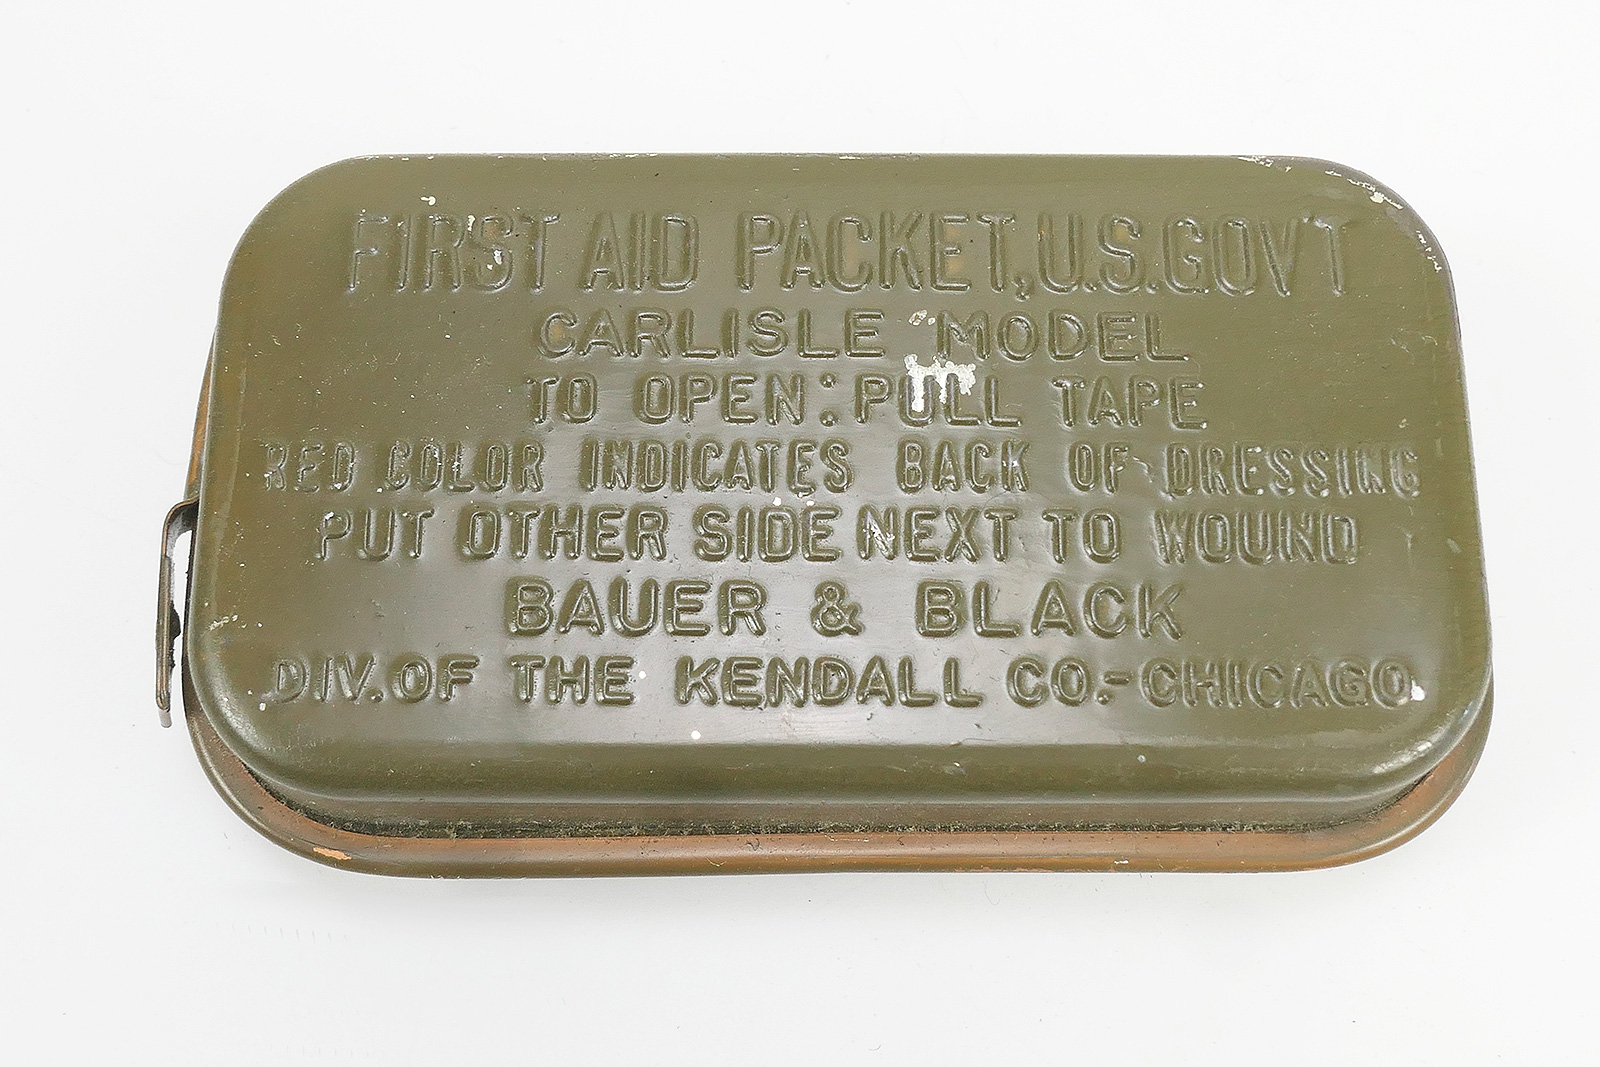 FIRST AID PACKET, U.S. GOV'T
CARLISLE MODEL
TO OPEN: PULL TAPE
RED COLOR INDICATES BACK OF DRESSING
PUT OTHER SIDE NEXT TO WOUND
BAUER & BLACK
DIV. OF THE KENDALL CO.-CHICAGO